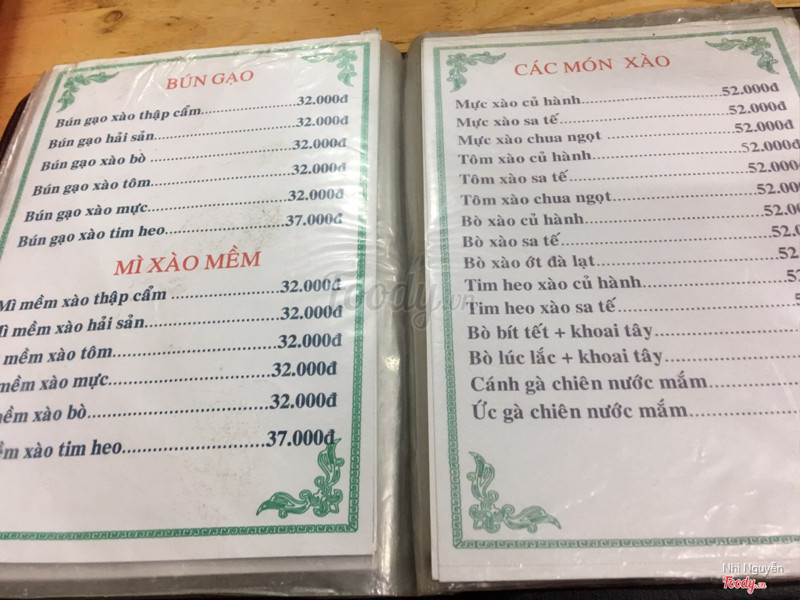 BÚN GẠO
Bún gạo xào thập cẩm.....................32.000đ
Bún gạo hải sản..............................32.000đ
Bún gạo xào bò ..............................32.000đ
Bún gạo xào tôm............................32.000đ
Bún gạo xào mực............................32.000đ
Bún gạo xào tim heo........................37.000đ
MÌ XÀO MỀM
Mì mềm xào thập cẩm ....................32.000đ
mềm xào hải sản........................32.000đ
mềm xào tôm..............................32.000đ
xào mực..............................32.000đ
xào bò..............................32.000đ
xào tim heo........................37.000đ
CÁC MÓN XÀO
Mực xào củ hành........................52.000đ
Mực xào sa tế............................52.000đ
Mực xào chua ngọt ....................52.000đ
Tôm xào củ hành........................52.000đ
Tôm xào sa tế............................52.000
Tôm xào chua ngọt....................52.00
Bò xào củ hành..........................52.0
Bò xào sa tế..............................52.0
Bò xào ớt đà lạt..........................52
Tim heo xào củ hành....................52
Tim heo xào sa tế........................
Bò bít tết + khoai tây....................
Bò lúc lắc + khoai tây..................
Cánh gà chiên nước mắm..............
Ức gà chiên nước mắm................
foody.vn
Nhi Nguyễn
Foody.vn